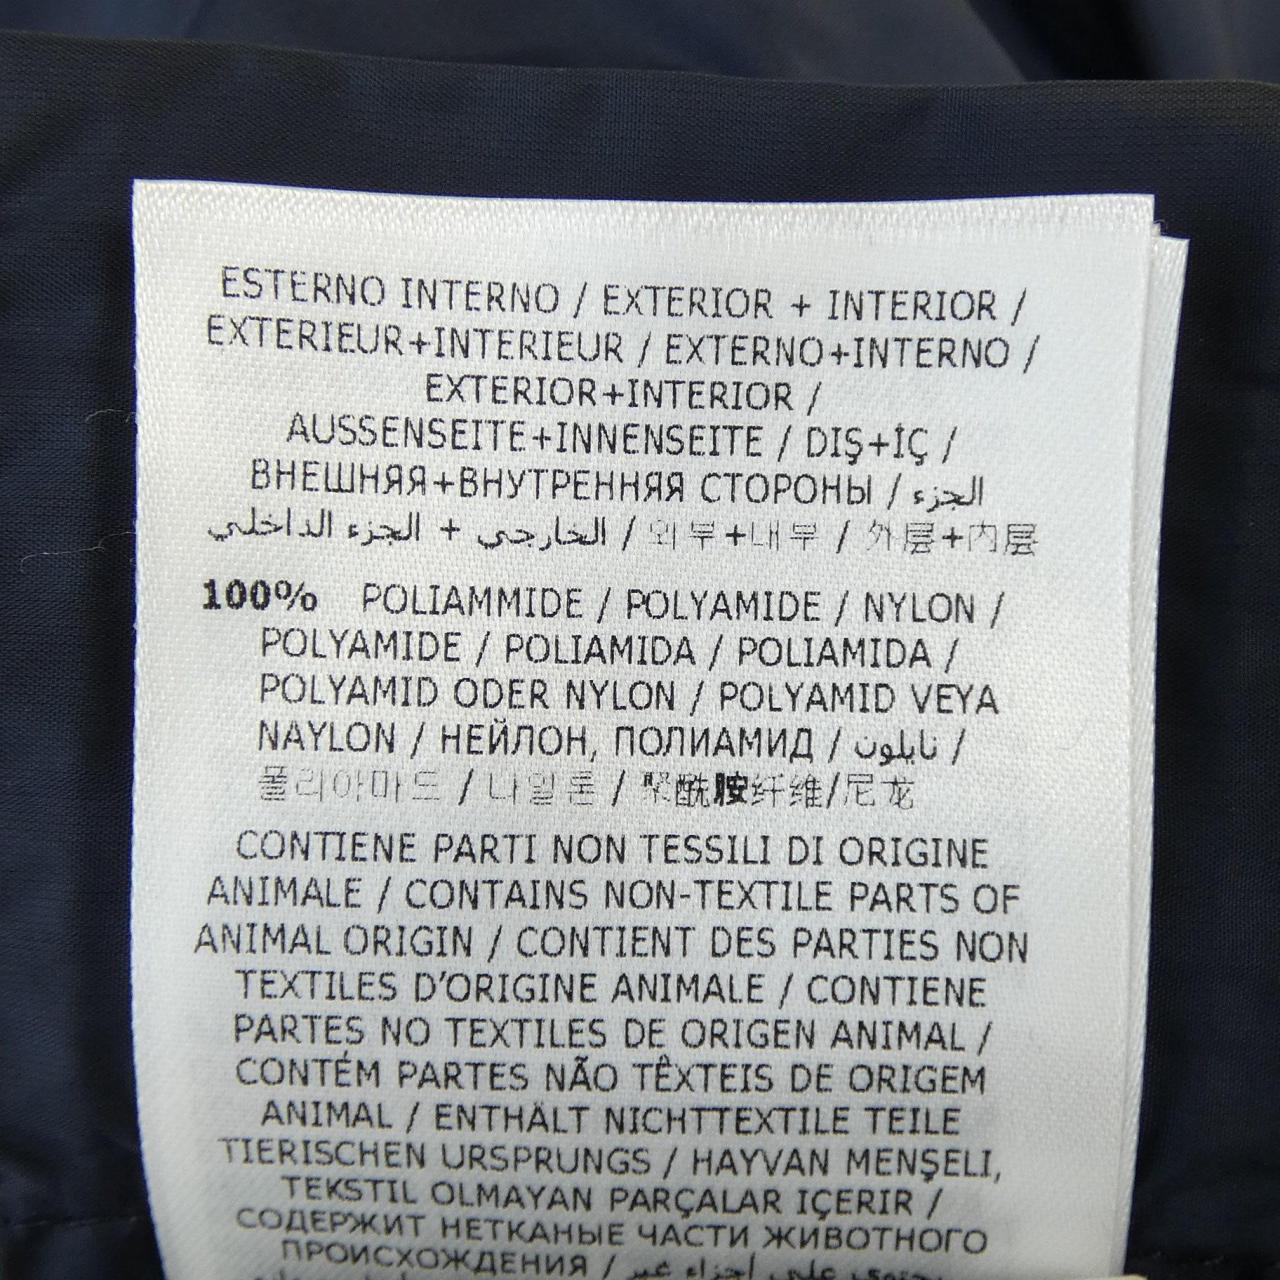 ESTERNO INTERNO / EXTERIOR + INTERIOR /
EXTERIEUR+INTERIEUR / EXTERNO+INTERNO /
EXTERIOR+INTERIOR /
AUSSENSEITE+INNENSEITE / DIŞ+İÇ /
ВНЕШНЯЯ+ВНУТРЕННЯЯ СТОРОНЫ / الجزء
الخارجي + الجزء الداخلي / 외부+내부 / 外层+内层
100% POLIAMMIDE / POLYAMIDE / NYLON /
POLYAMIDE / POLIAMIDA / POLIAMIDA /
POLYAMID ODER NYLON / POLYAMID VEYA
NAYLON / НЕЙЛОН, ПОЛИАМИД / نايلون /
폴리아마드 / 나일론 / 聚酰胺纤维/尼龙
CONTIENE PARTI NON TESSILI DI ORIGINE
ANIMALE / CONTAINS NON-TEXTILE PARTS OF
ANIMAL ORIGIN / CONTIENT DES PARTIES NON
TEXTILES D'ORIGINE ANIMALE / CONTIENE
PARTES NO TEXTILES DE ORIGEN ANIMAL /
CONTÉM PARTES NÃO TÊXTEIS DE ORIGEM
ANIMAL / ENTHÄLT NICHTTEXTILE TEILE
TIERISCHEN URSPRUNGS / HAYVAN MENŞELİ,
TEKSTIL OLMAYAN PARÇALAR IÇERIR /
СОДЕРЖИТ НЕТКАНЫЕ ЧАСТИ ЖИВОТНОГО
ПРОИСХОЖДЕНИЯ / يحتوي على أجزاء غير